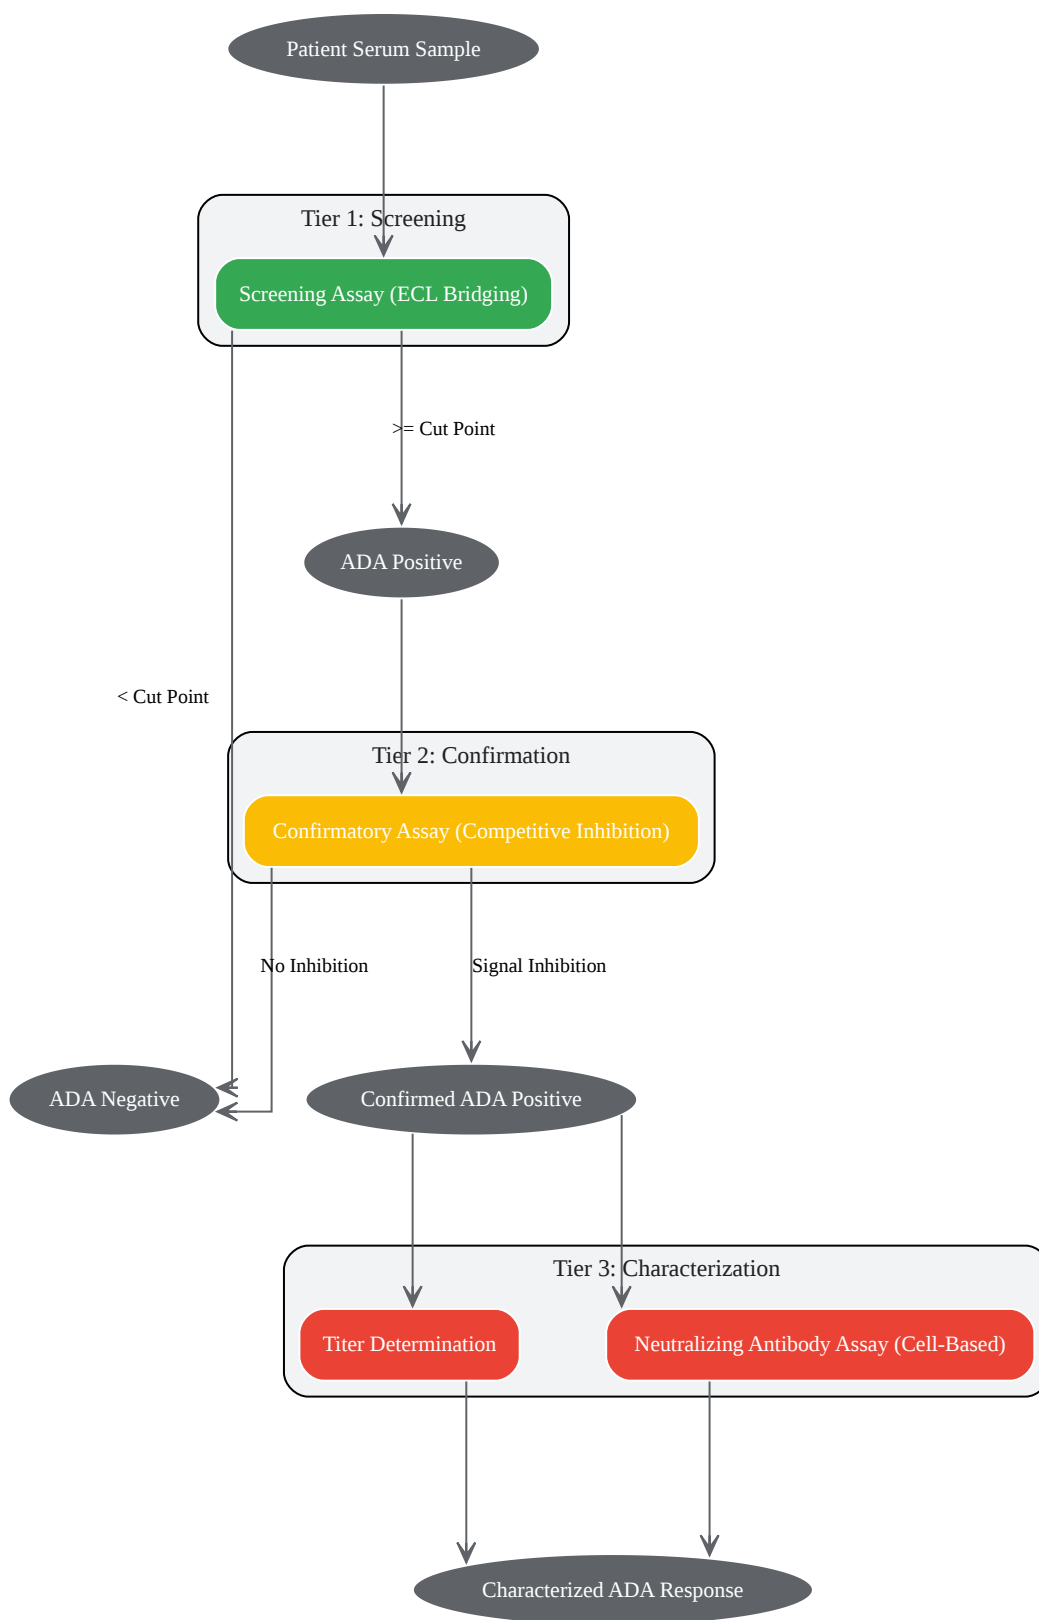 Patient Serum Sample
Tier 1: Screening
Screening Assay (ECL Bridging)
>= Cut Point
ADA Positive
< Cut Point
Tier 2: Confirmation
Confirmatory Assay (Competitive Inhibition)
No Inhibition
Signal Inhibition
ADA Negative
Confirmed ADA Positive
Tier 3: Characterization
Titer Determination
Neutralizing Antibody Assay (Cell-Based)
Characterized ADA Response